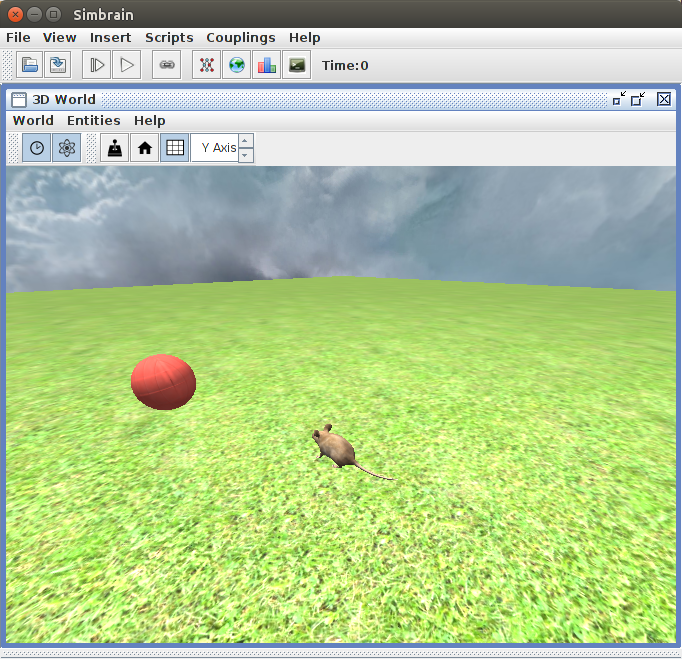 Simbrain
File View Insert Scripts Couplings Help
Time:0
3D World
World Entities Help
Y Axis